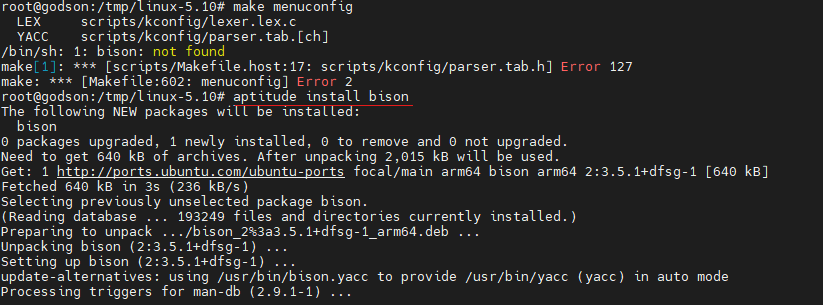 root@godson:/tmp/linux-5.10# make menuconfig
  LEX     scripts/kconfig/lexer.lex.c
  YACC    scripts/kconfig/parser.tab.[ch]
/bin/sh: 1: bison: not found
make[1]: *** [scripts/Makefile.host:17: scripts/kconfig/parser.tab.h] Error 127
make: *** [Makefile:602: menuconfig] Error 2
root@godson:/tmp/linux-5.10# aptitude install bison
The following NEW packages will be installed:
  bison
0 packages upgraded, 1 newly installed, 0 to remove and 0 not upgraded.
Need to get 640 kB of archives. After unpacking 2,015 kB will be used.
Get: 1 http://ports.ubuntu.com/ubuntu-ports focal/main arm64 bison arm64 2:3.5.1+dfsg-1 [640 kB]
Fetched 640 kB in 3s (236 kB/s)
Selecting previously unselected package bison.
(Reading database ... 193249 files and directories currently installed.)
Preparing to unpack .../bison_2%3a3.5.1+dfsg-1_arm64.deb ...
Unpacking bison (2:3.5.1+dfsg-1) ...
Setting up bison (2:3.5.1+dfsg-1) ...
update-alternatives: using /usr/bin/bison.yacc to provide /usr/bin/yacc (yacc) in auto mode
Processing triggers for man-db (2.9.1-1) ...